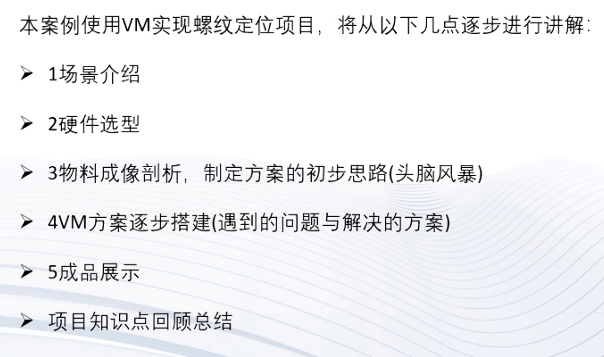 本案例使用VM实现螺纹定位项目，将从以下几点逐步进行讲解：
➢ 1场景介绍
➢ 2硬件选型
➢ 3物料成像剖析，制定方案的初步思路(头脑风暴)
➢ 4VM方案逐步搭建(遇到的问题与解决的方案)
➢ 5成品展示
➢ 项目知识点回顾总结